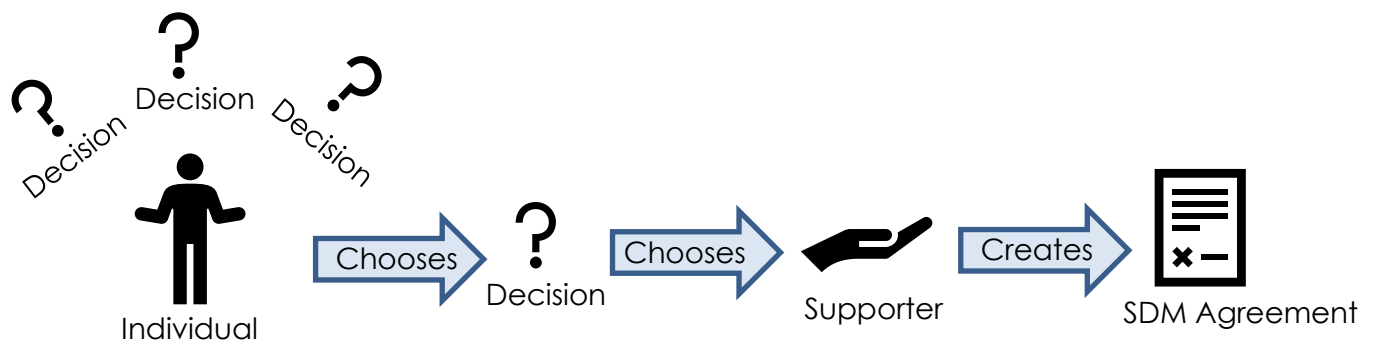 Decision
Decision
Decision
Individual
Chooses
Decision
Chooses
Supporter
Creates
SDM Agreement